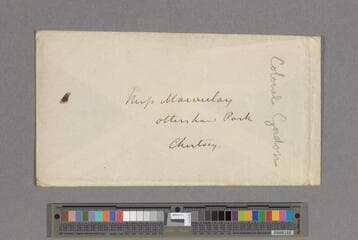 Miss Macaulay
Ottershaw Park
Chertsey.
Colonel Gordon